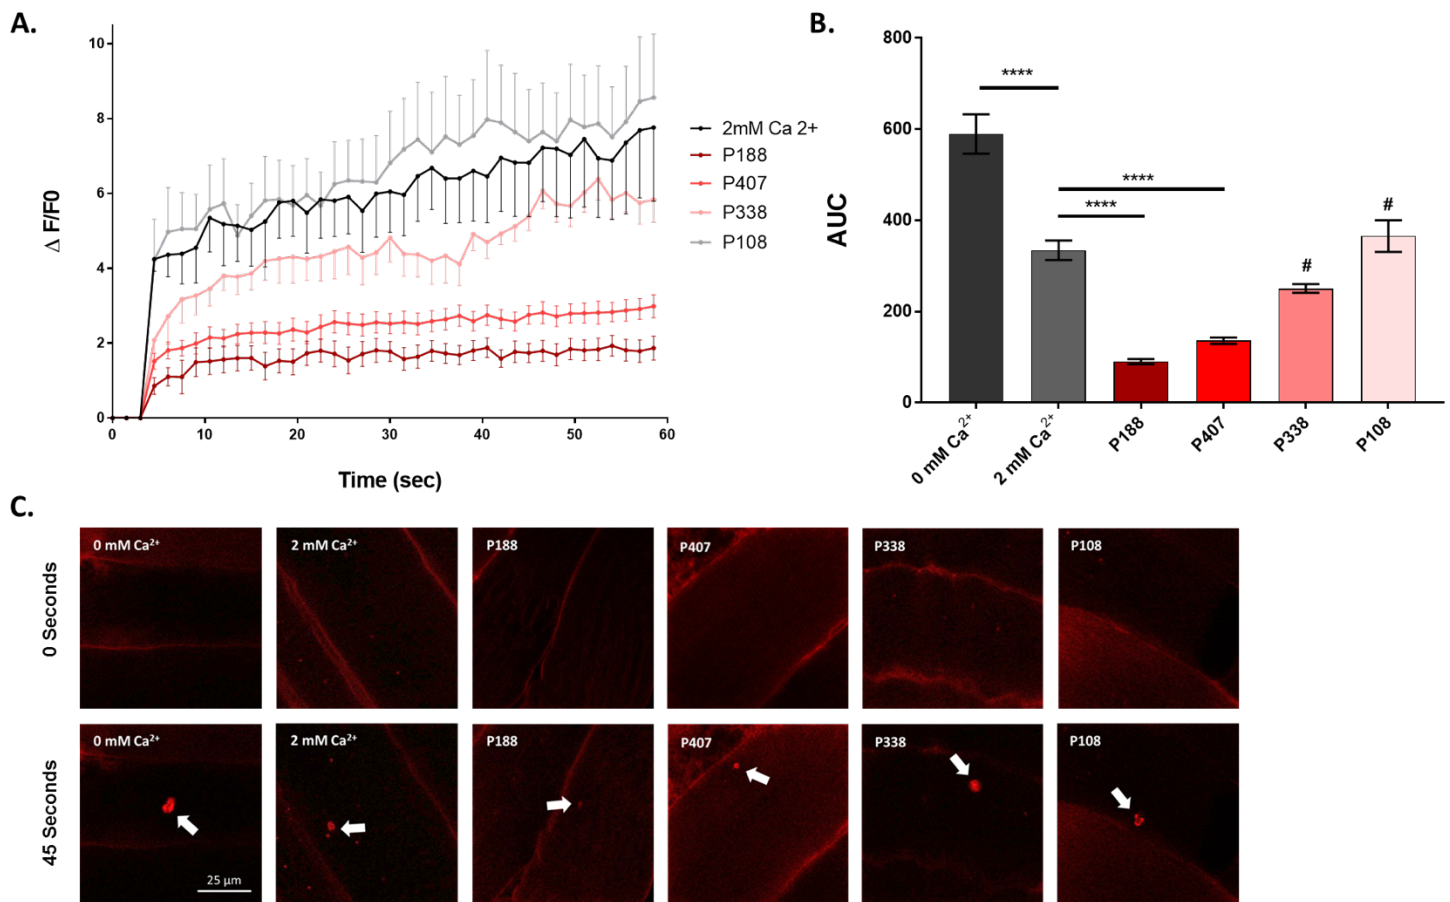 A.
Δ F/F0
10
8
6
4
2
0
0 10 20 30 40 50 60
Time (sec)
2mM Ca 2+
P188
P407
P338
P108
B.
AUC
800
600
400
200
0
****
****
****
#
#
0 mM Ca²⁺
2 mM Ca²⁺
P188
P407
P338
P108
C.
0 Seconds
0 mM Ca²⁺
2 mM Ca²⁺
P188
P407
P338
P108
45 Seconds
0 mM Ca²⁺
2 mM Ca²⁺
P188
P407
P338
P108
25 μm